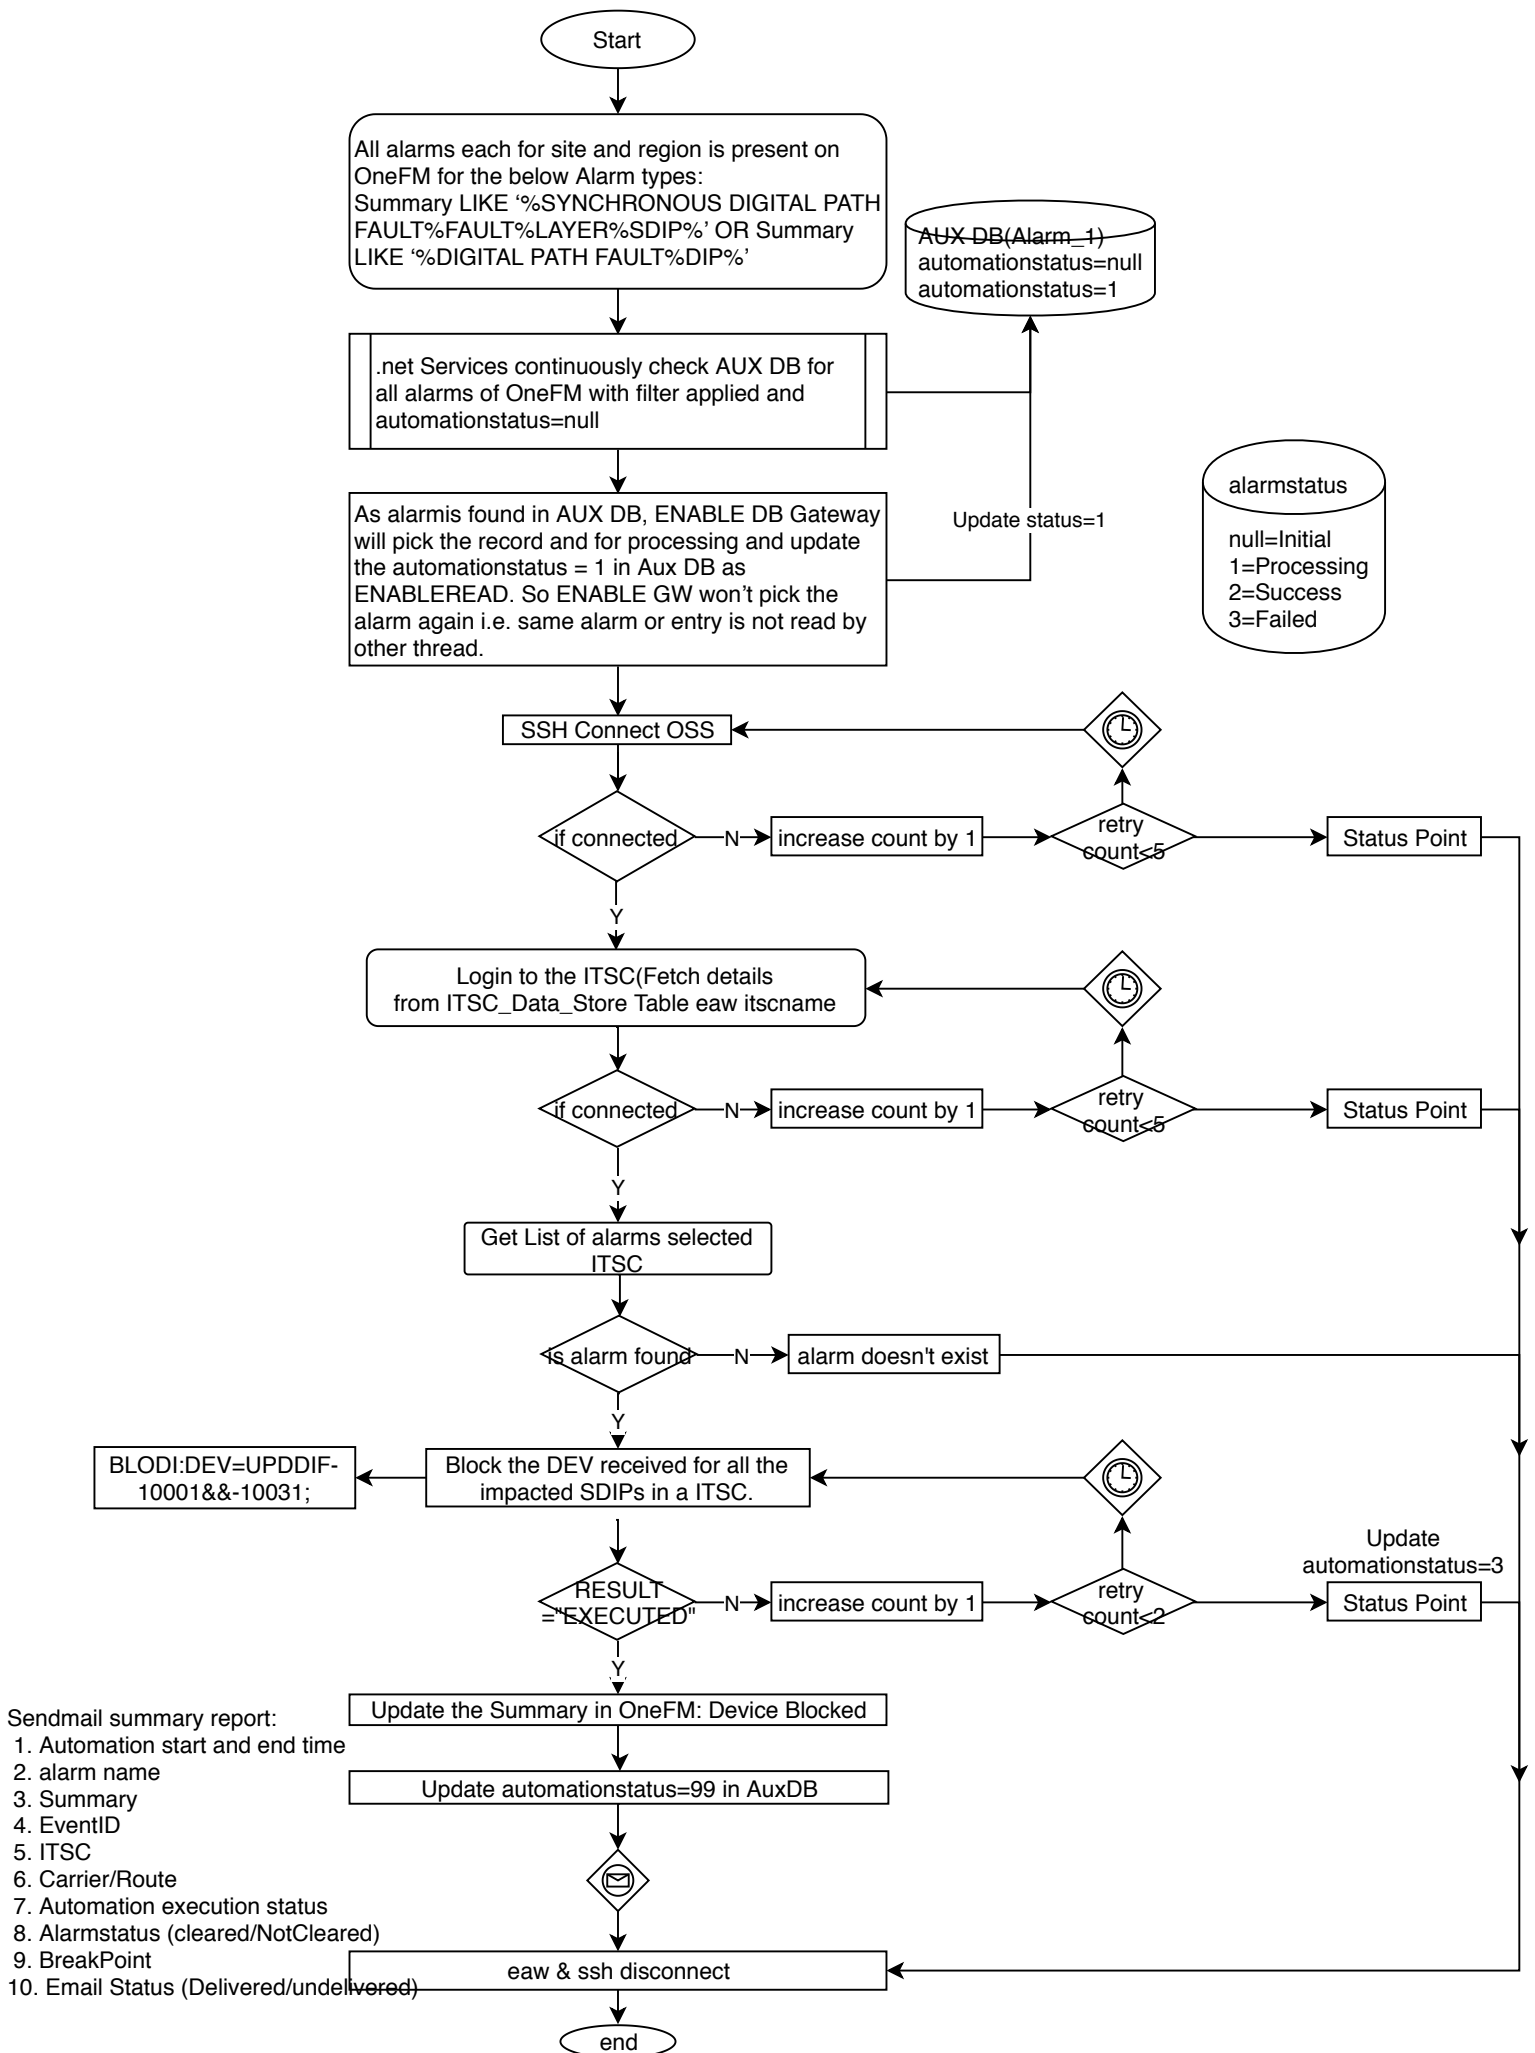 Start
All alarms each for site and region is present on
OneFM for the below Alarm types:
Summary LIKE ‘%SYNCHRONOUS DIGITAL PATH
FAULT%FAULT%LAYER%SDIP%’ OR Summary
LIKE ‘%DIGITAL PATH FAULT%DIP%’
AUX DB(Alarm_1)
automationstatus=null
automationstatus=1
.net Services continuously check AUX DB for
all alarms of OneFM with filter applied and
automationstatus=null
alarmstatus
null=Initial
1=Processing
2=Success
3=Failed
As alarmis found in AUX DB, ENABLE DB Gateway
will pick the record and for processing and update
the automationstatus = 1 in Aux DB as
ENABLEREAD. So ENABLE GW won’t pick the
alarm again i.e. same alarm or entry is not read by
other thread.
Update status=1
SSH Connect OSS
if connected
N
increase count by 1
retry
count<5
Status Point
Y
Login to the ITSC(Fetch details
from ITSC_Data_Store Table eaw itscname
if connected
N
increase count by 1
retry
count<5
Status Point
Y
Get List of alarms selected
ITSC
is alarm found
N
alarm doesn't exist
Y
BLODI:DEV=UPDDIF-
10001&&-10031;
Block the DEV received for all the
impacted SDIPs in a ITSC.
RESULT
="EXECUTED"
N
increase count by 1
retry
count<2
Update
automationstatus=3
Status Point
Y
Update the Summary in OneFM: Device Blocked
Update automationstatus=99 in AuxDB
Sendmail summary report:
1. Automation start and end time
2. alarm name
3. Summary
4. EventID
5. ITSC
6. Carrier/Route
7. Automation execution status
8. Alarmstatus (cleared/NotCleared)
9. BreakPoint
10. Email Status (Delivered/undelivered)
eaw & ssh disconnect
end